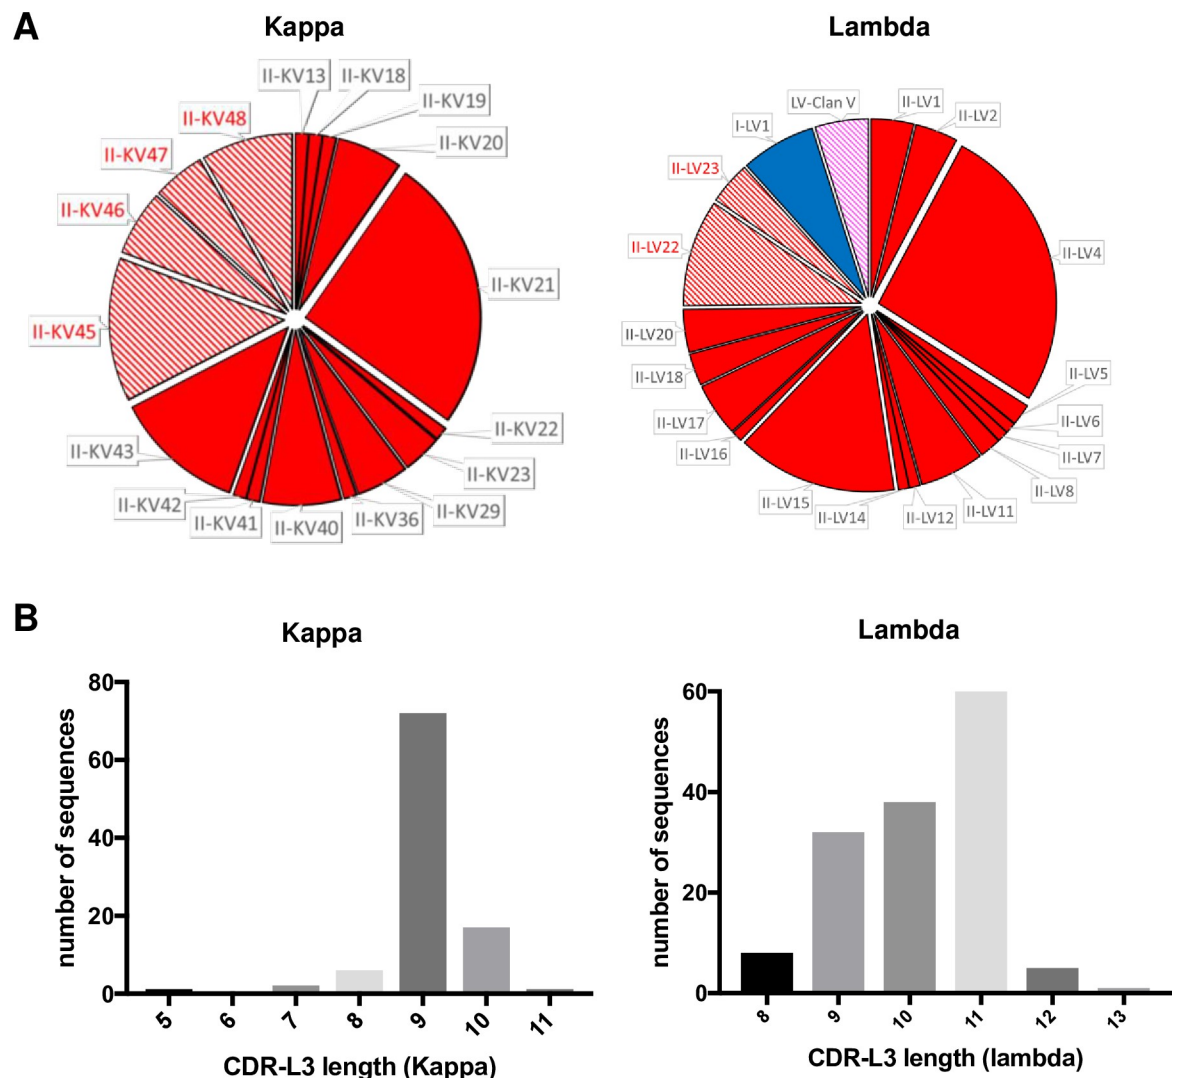 A
Kappa
Lambda
II-KV13
II-KV18
II-KV19
II-KV20
II-KV21
II-KV22
II-KV23
II-KV29
II-KV36
II-KV40
II-KV41
II-KV42
II-KV43
II-KV45
II-KV46
II-KV47
II-KV48
II-LV1
II-LV2
II-LV4
II-LV5
II-LV6
II-LV7
II-LV8
II-LV11
II-LV12
II-LV14
II-LV15
II-LV16
II-LV17
II-LV18
II-LV20
II-LV22
II-LV23
I-LV1
LV-Clan V
B
Kappa
number of sequences
80
60
40
20
0
5 6 7 8 9 10 11
CDR-L3 length (Kappa)
Lambda
number of sequences
60
40
20
0
8 9 10 11 12 13
CDR-L3 length (lambda)